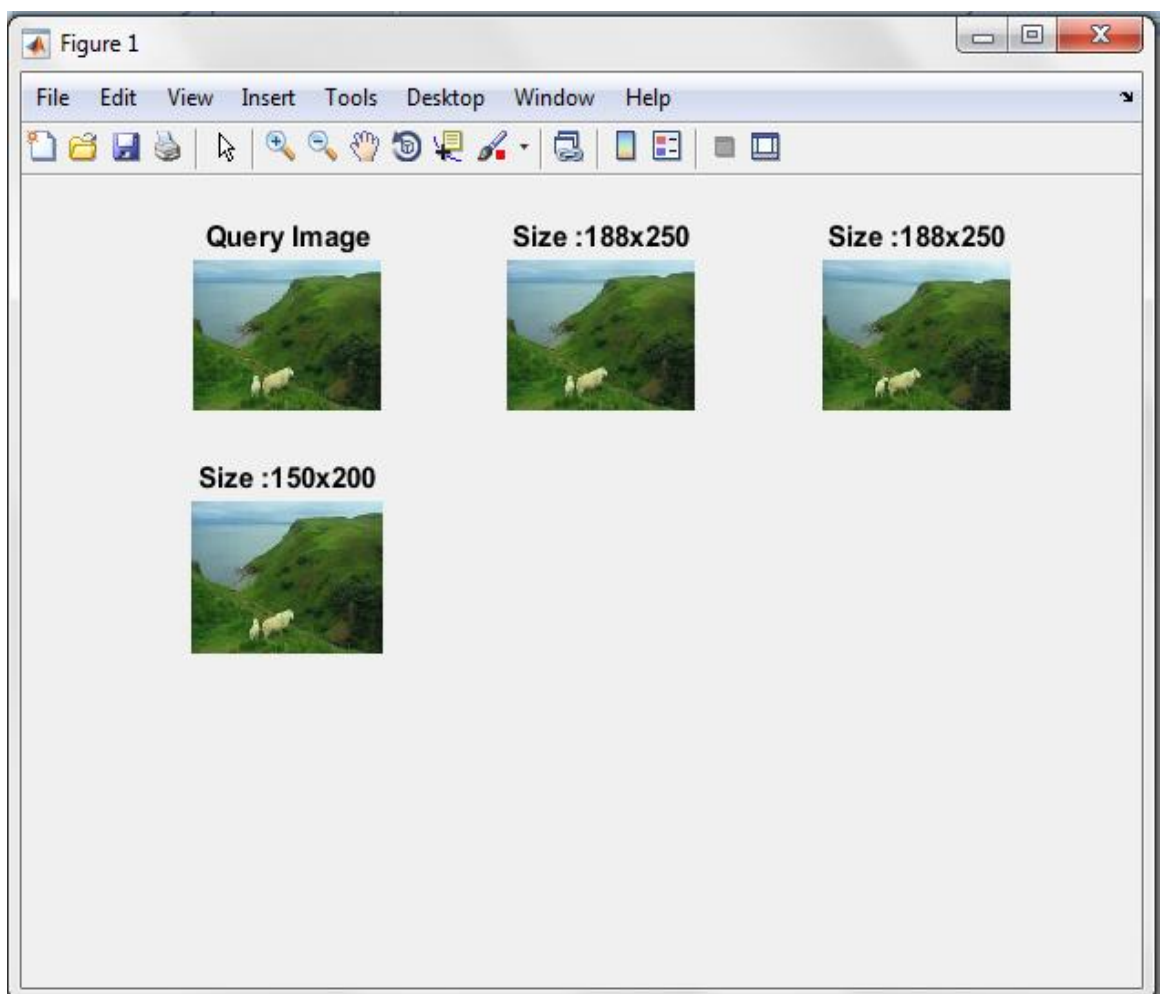 Figure 1
File Edit View Insert Tools Desktop Window Help
Query Image Size :188x250 Size :188x250
Size :150x200